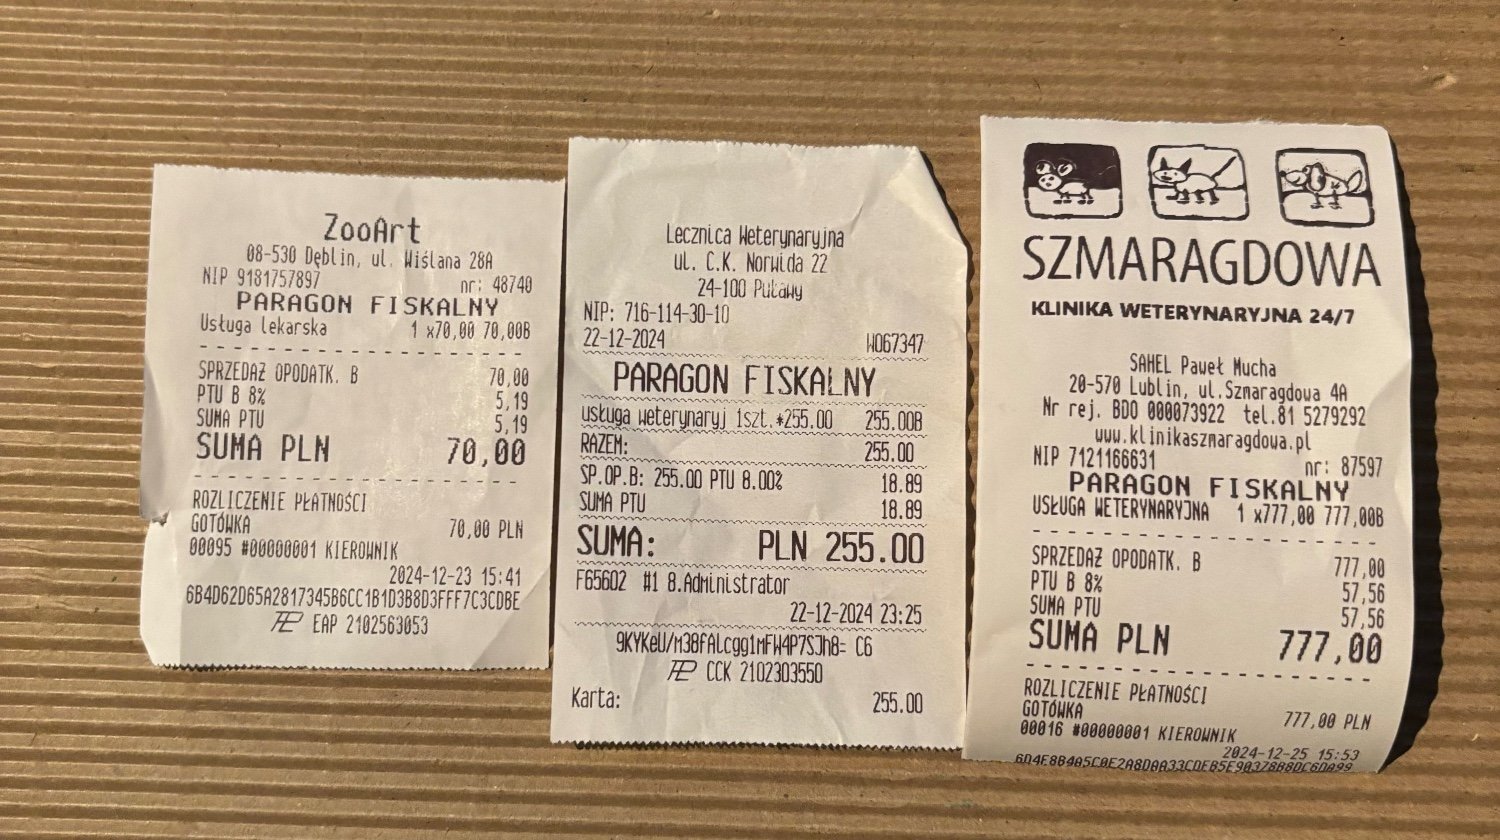 ZooArt
08-530 Dęblin, ul. Wiślana 28A
NIP 9181757897 nr: 48740
PARAGON FISKALNY
Usługa lekarska 1 x70,00 70,00B
SPRZEDAŻ OPODATK. B 70,00
PTU B 8% 5,19
SUMA PTU 5,19
SUMA PLN 70,00
ROZLICZENIE PŁATNOŚCI
GOTÓWKA 70,00 PLN
00095 #00000001 KIEROWNIK
2024-12-23 15:41
6B4D62D65A2817345B6CC1B1D3B8D3FFF7C3CDBE
EAP 2102563053
Lecznica Weterynaryjna
ul. C.K. Norwida 22
24-100 Puławy
NIP: 716-114-30-10
22-12-2024 W067347
PARAGON FISKALNY
usługa weterynaryj 1szt.*255.00 255.00B
RAZEM: 255.00
SP.OP.B: 255.00 PTU 8.00% 18.89
SUMA PTU 18.89
SUMA: PLN 255.00
F65602 #1 8.Administrator
22-12-2024 23:25
9KYKeU/m38fALcgg1mFW4P7SJh8= C6
CCK 2102303550
Karta: 255.00
SZMARAGDOWA
KLINIKA WETERYNARYJNA 24/7
SAHEL Paweł Mucha
20-570 Lublin, ul.Szmaragdowa 4A
Nr rej. BDO 000073922 tel.81 5279292
www.klinikaszmaragdowa.pl
NIP 7121166631 nr: 87597
PARAGON FISKALNY
USŁUGA WETERYNARYJNA 1 x777,00 777,00B
SPRZEDAŻ OPODATK. B 777,00
PTU B 8% 57,56
SUMA PTU 57,56
SUMA PLN 777,00
ROZLICZENIE PŁATNOŚCI
GOTÓWKA 777,00 PLN
00016 #00000001 KIEROWNIK
2024-12-25 15:53
6D4E8B4A5C0E2A8DAA33CDEB5E90378B8DC6DA99